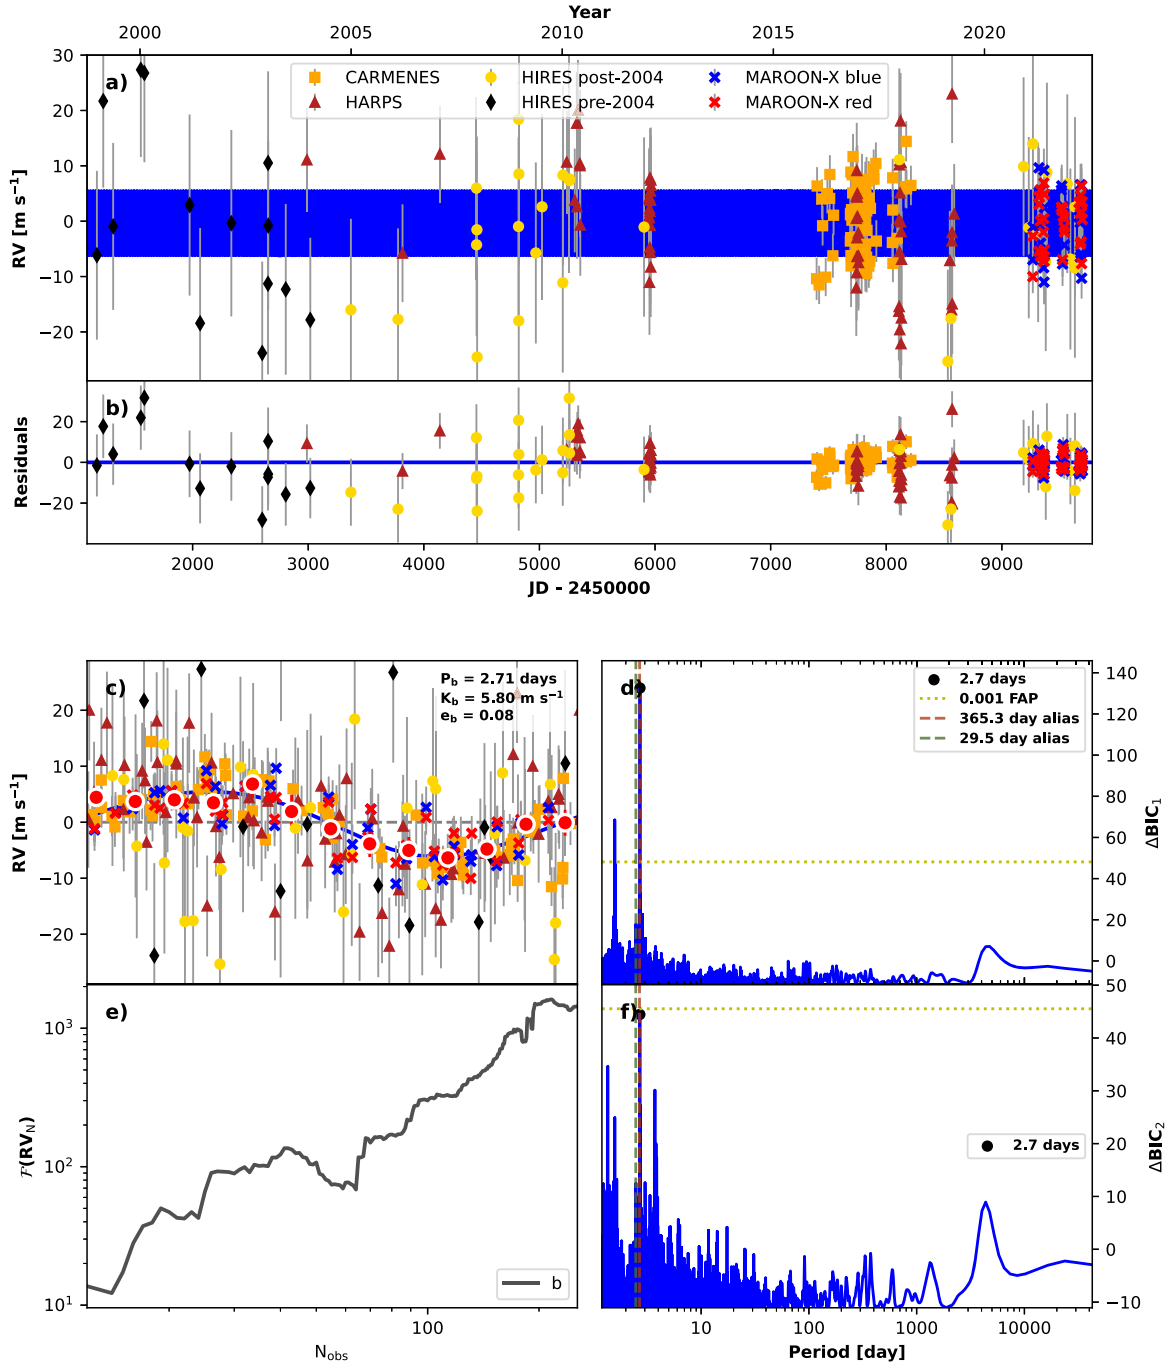 Year
2000
2005
2010
2015
2020
a)
CARMENES
HARPS
HIRES post-2004
HIRES pre-2004
MAROON-X blue
MAROON-X red
RV [m s⁻¹]
30
20
10
0
−10
−20
b)
Residuals
20
0
−20
2000
3000
4000
5000
6000
7000
8000
9000
JD - 2450000
c)
P_b = 2.71 days
K_b = 5.80 m s⁻¹
e_b = 0.08
RV [m s⁻¹]
20
10
0
−10
−20
d)
2.7 days
0.001 FAP
365.3 day alias
29.5 day alias
140
120
100
80
60
40
20
0
ΔBIC₁
e)
10³
10²
10¹
ℱ(RV_N)
b
100
N_obs
f)
2.7 days
50
40
30
20
10
0
−10
ΔBIC₂
10
100
1000
10000
Period [day]